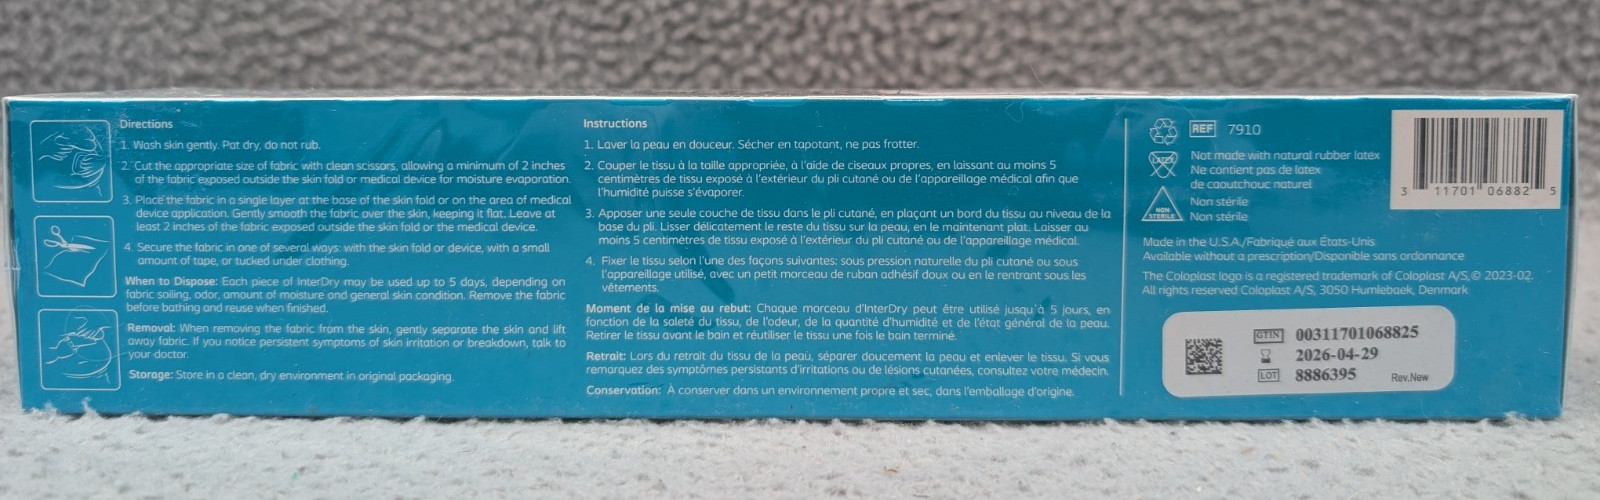 Directions
1. Wash skin gently. Pat dry, do not rub.
2. Cut the appropriate size of fabric with clean scissors, allowing a minimum of 2 inches
of the fabric exposed outside the skin fold or medical device for moisture evaporation.
3. Place the fabric in a single layer at the base of the skin fold or on the area of medical
device application. Gently smooth the fabric over the skin, keeping it flat. Leave at
least 2 inches of the fabric exposed outside the skin fold or the medical device.
4. Secure the fabric in one of several ways: with the skin fold or device, with a small
amount of tape, or tucked under clothing.
When to Dispose: Each piece of InterDry may be used up to 5 days, depending on
fabric soiling, odor, amount of moisture and general skin condition. Remove the fabric
before bathing and reuse when finished.
Removal: When removing the fabric from the skin, gently separate the skin and lift
away fabric. If you notice persistent symptoms of skin irritation or breakdown, talk to
your doctor.
Storage: Store in a clean, dry environment in original packaging.
Instructions
1. Laver la peau en douceur. Sécher en tapotant, ne pas frotter.
2. Couper le tissu à la taille appropriée, à l'aide de ciseaux propres, en laissant au moins 5
centimètres de tissu exposé à l'extérieur du pli cutané ou de l'appareillage médical afin que
l'humidité puisse s'évaporer.
3. Apposer une seule couche de tissu dans le pli cutané, en plaçant un bord du tissu au niveau de la
base du pli. Lisser délicatement le reste du tissu sur la peau, en le maintenant plat. Laisser au
moins 5 centimètres de tissu exposé à l'extérieur du pli cutané ou de l'appareillage médical.
4. Fixer le tissu selon l'une des façons suivantes: sous pression naturelle du pli cutané ou sous
l'appareillage utilisé, avec un petit morceau de ruban adhésif doux ou en le rentrant sous les
vêtements.
Moment de la mise au rebut: Chaque morceau d'InterDry peut être utilisé jusqu'à 5 jours, en
fonction de la saleté du tissu, de l'odeur, de la quantité d'humidité et de l'état général de la peau.
Retirer le tissu avant le bain et réutiliser le tissu une fois le bain terminé.
Retrait: Lors du retrait du tissu de la peau, séparer doucement la peau et enlever le tissu. Si vous
remarquez des symptômes persistants d'irritations ou de lésions cutanées, consultez votre médecin.
Conservation: À conserver dans un environnement propre et sec, dans l'emballage d'origine.
REF 7910
LATEX
Not made with natural rubber latex
Ne contient pas de latex
de caoutchouc naturel
NON
STERILE
Non stérile
Non stérile
Made in the U.S.A./Fabriqué aux États-Unis
Available without a prescription/Disponible sans ordonnance
The Coloplast logo is a registered trademark of Coloplast A/S,© 2023-02.
All rights reserved Coloplast A/S, 3050 Humlebaek, Denmark
3 11701 06882 5
GTIN 00311701068825
2026-04-29
LOT 8886395 Rev.New